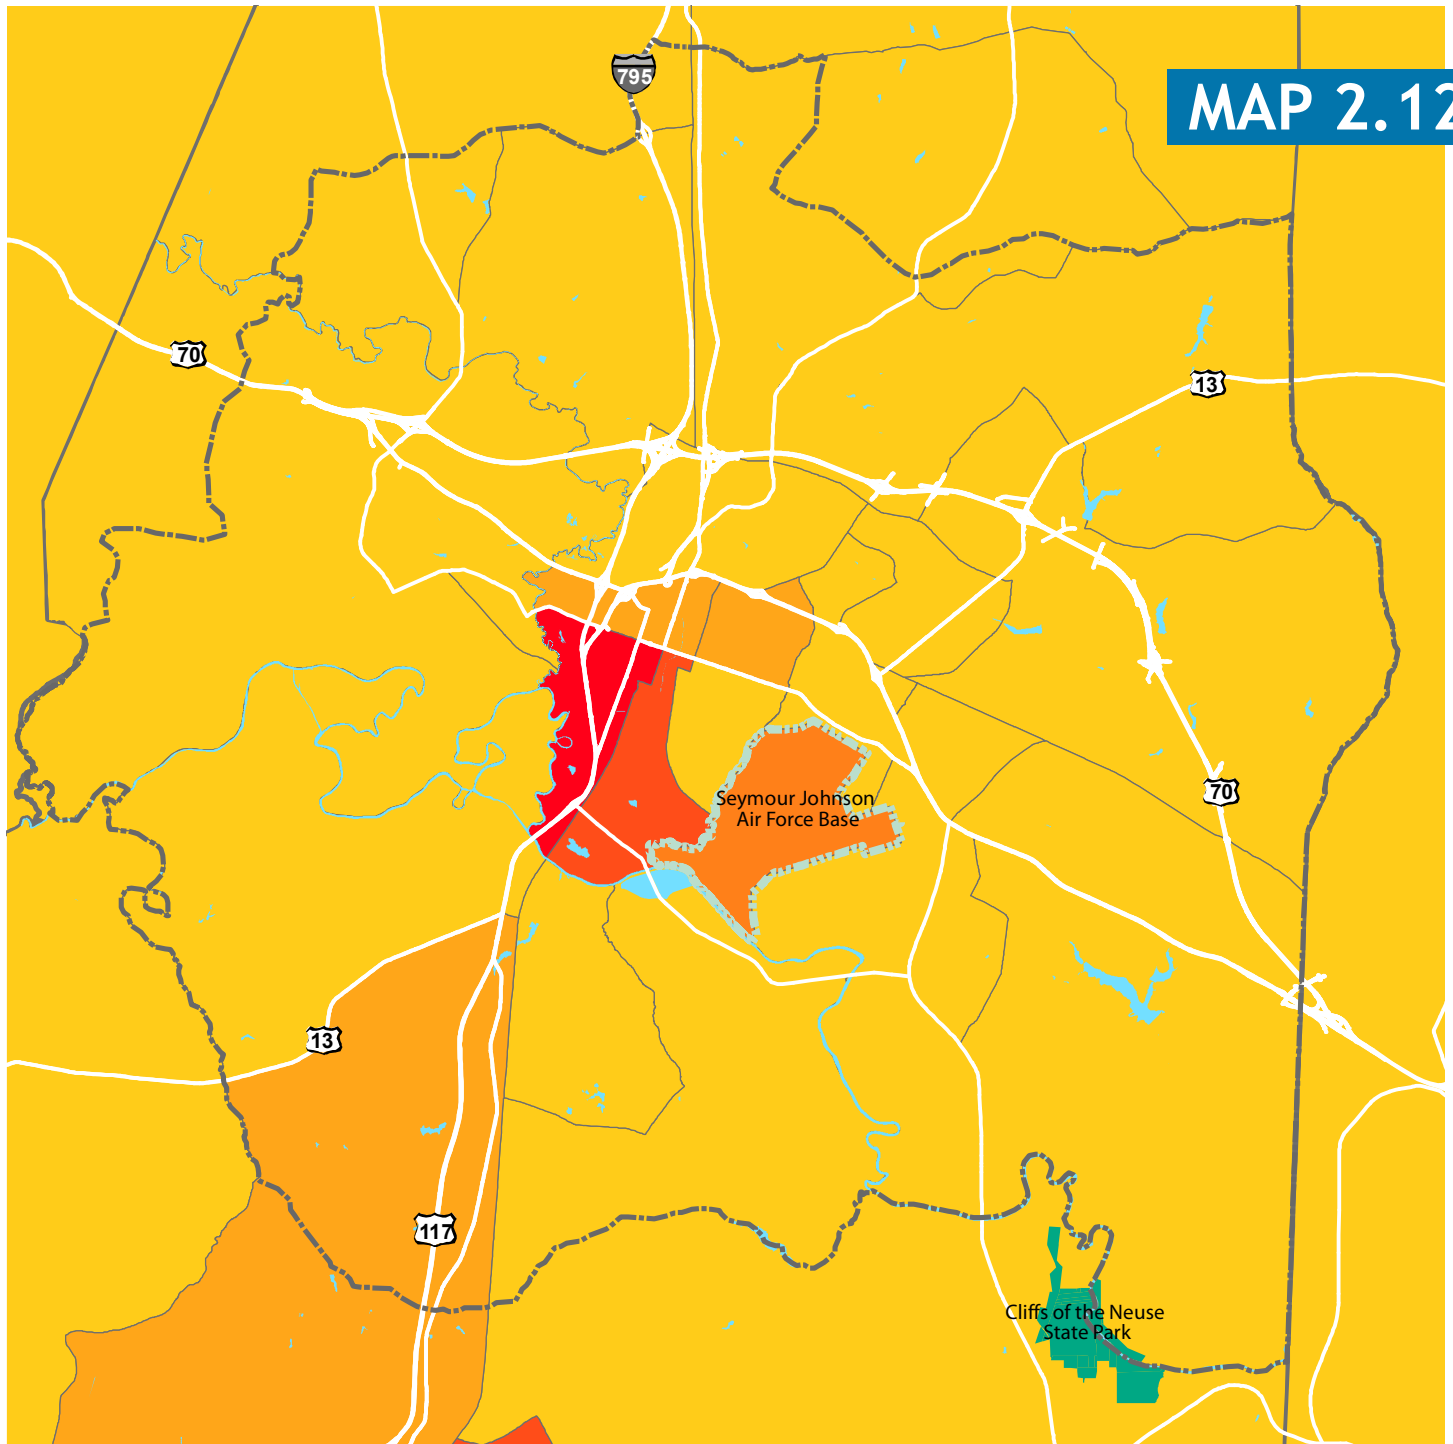 795
MAP 2.12
70
13
Seymour Johnson
Air Force Base
70
13
117
Cliffs of the Neuse
State Park